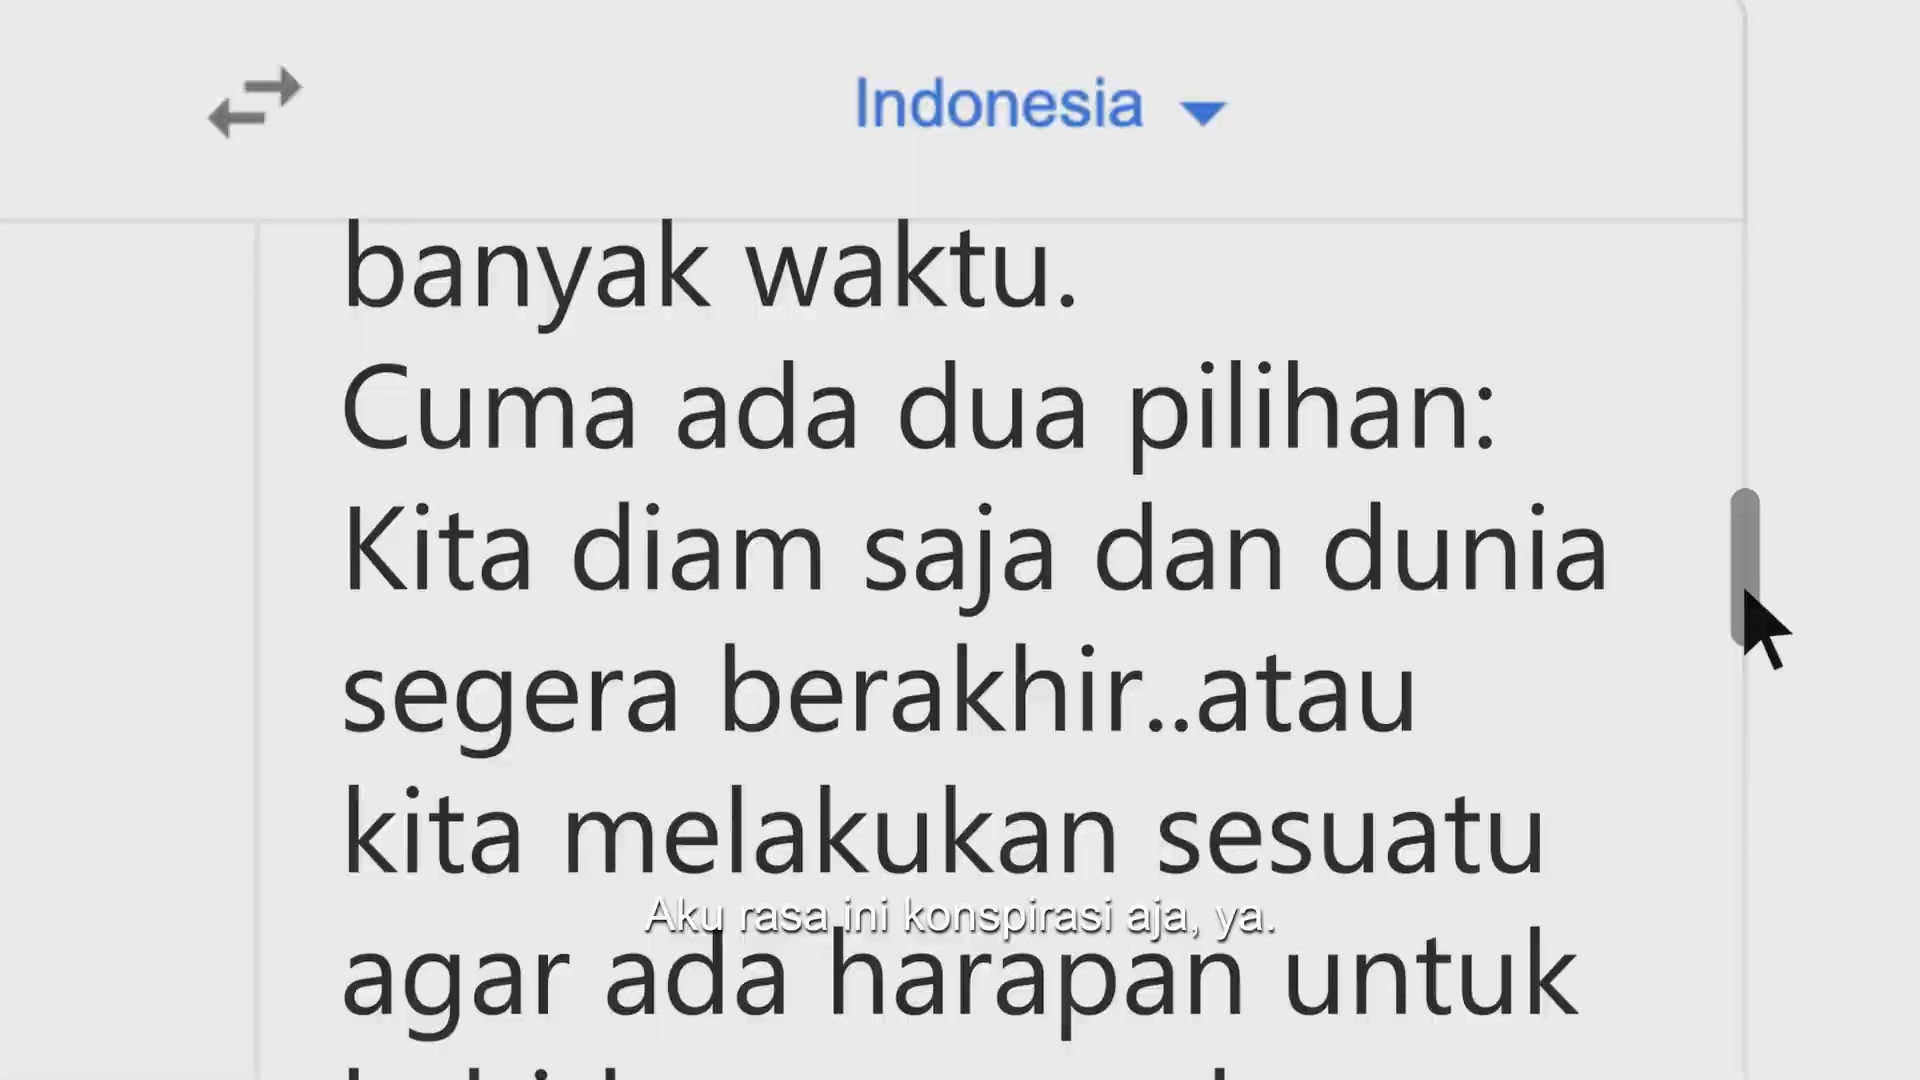 Indonesia
banyak waktu.
Cuma ada dua pilihan:
Kita diam saja dan dunia
segera berakhir..atau
kita melakukan sesuatu
Aku rasa ini konspirasi aja, ya.
agar ada harapan untuk